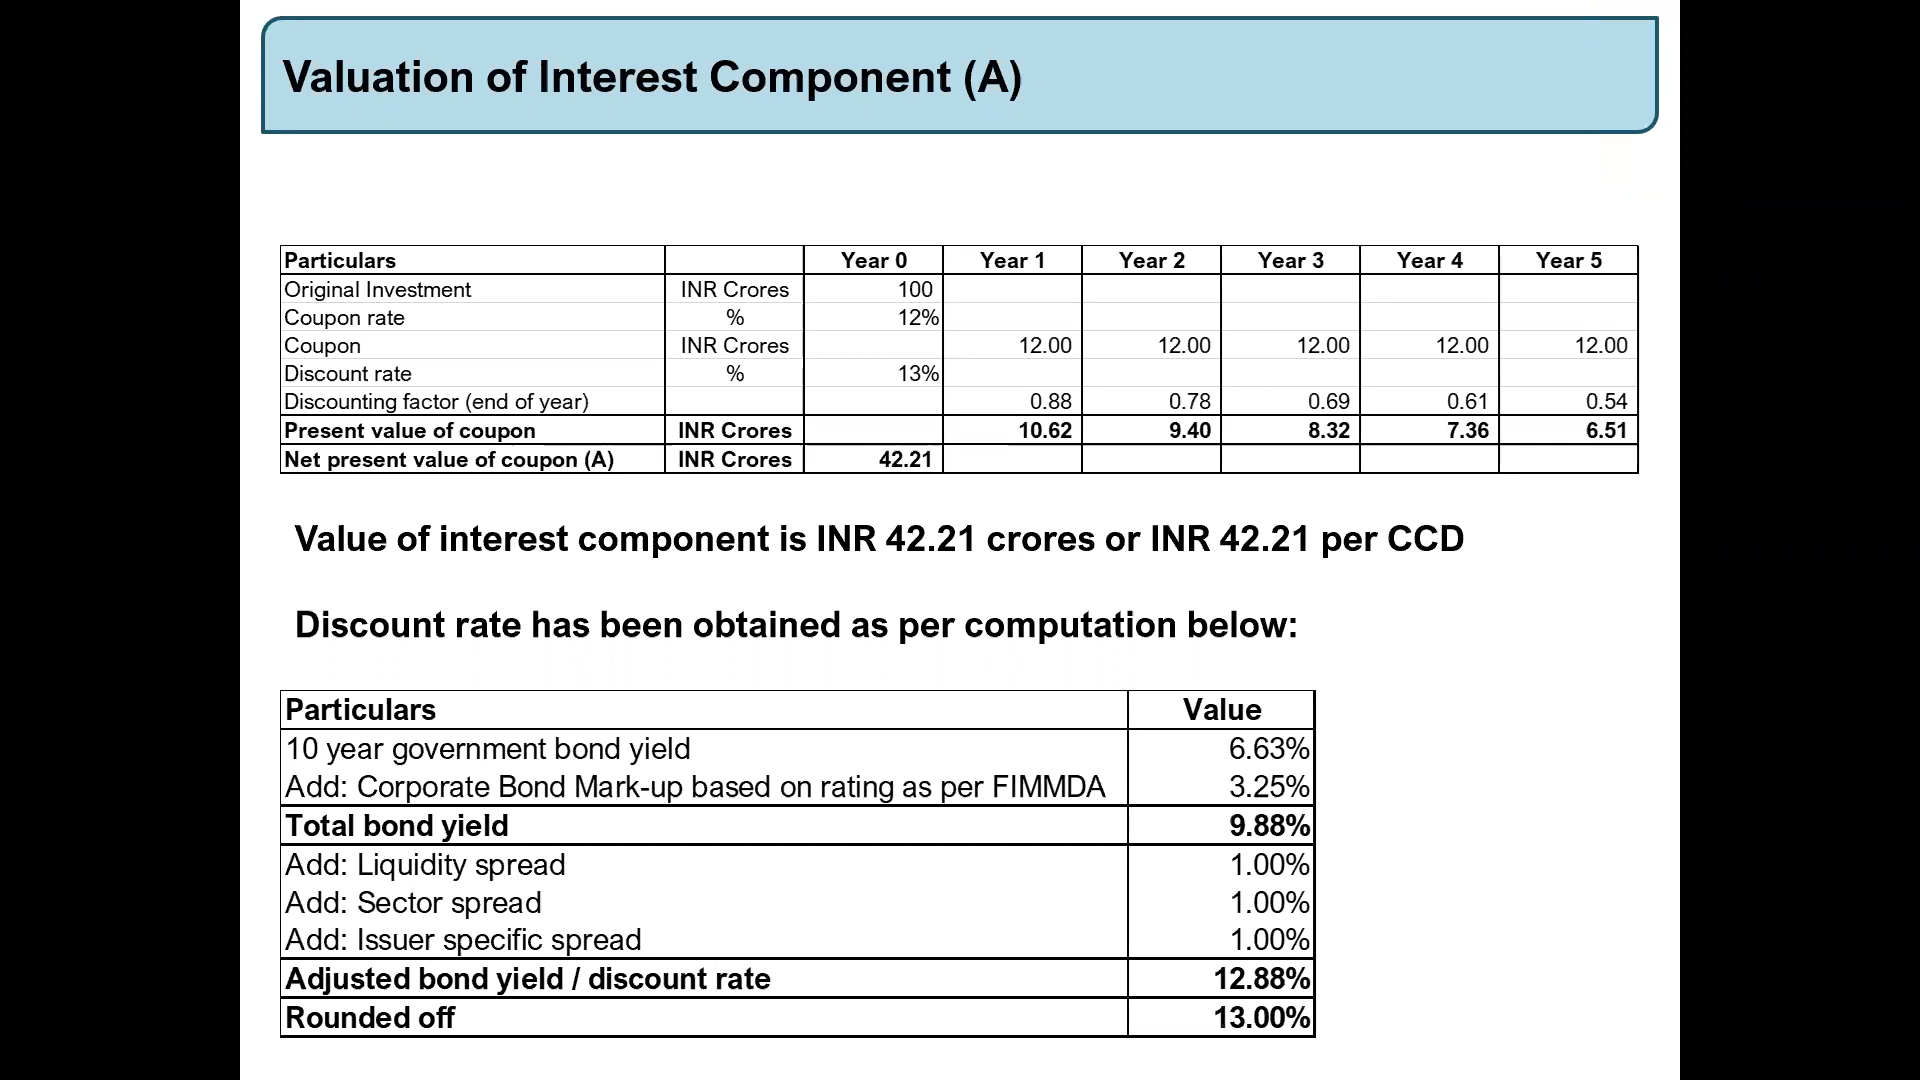 Valuation of Interest Component (A)
Particulars Year 0 Year 1 Year 2 Year 3 Year 4 Year 5
Original Investment INR Crores 100
Coupon rate % 12%
Coupon INR Crores 12.00 12.00 12.00 12.00 12.00
Discount rate % 13%
Discounting factor (end of year) 0.88 0.78 0.69 0.61 0.54
Present value of coupon INR Crores 10.62 9.40 8.32 7.36 6.51
Net present value of coupon (A) INR Crores 42.21
Value of interest component is INR 42.21 crores or INR 42.21 per CCD
Discount rate has been obtained as per computation below:
Particulars Value
10 year government bond yield 6.63%
Add: Corporate Bond Mark-up based on rating as per FIMMDA 3.25%
Total bond yield 9.88%
Add: Liquidity spread 1.00%
Add: Sector spread 1.00%
Add: Issuer specific spread 1.00%
Adjusted bond yield / discount rate 12.88%
Rounded off 13.00%